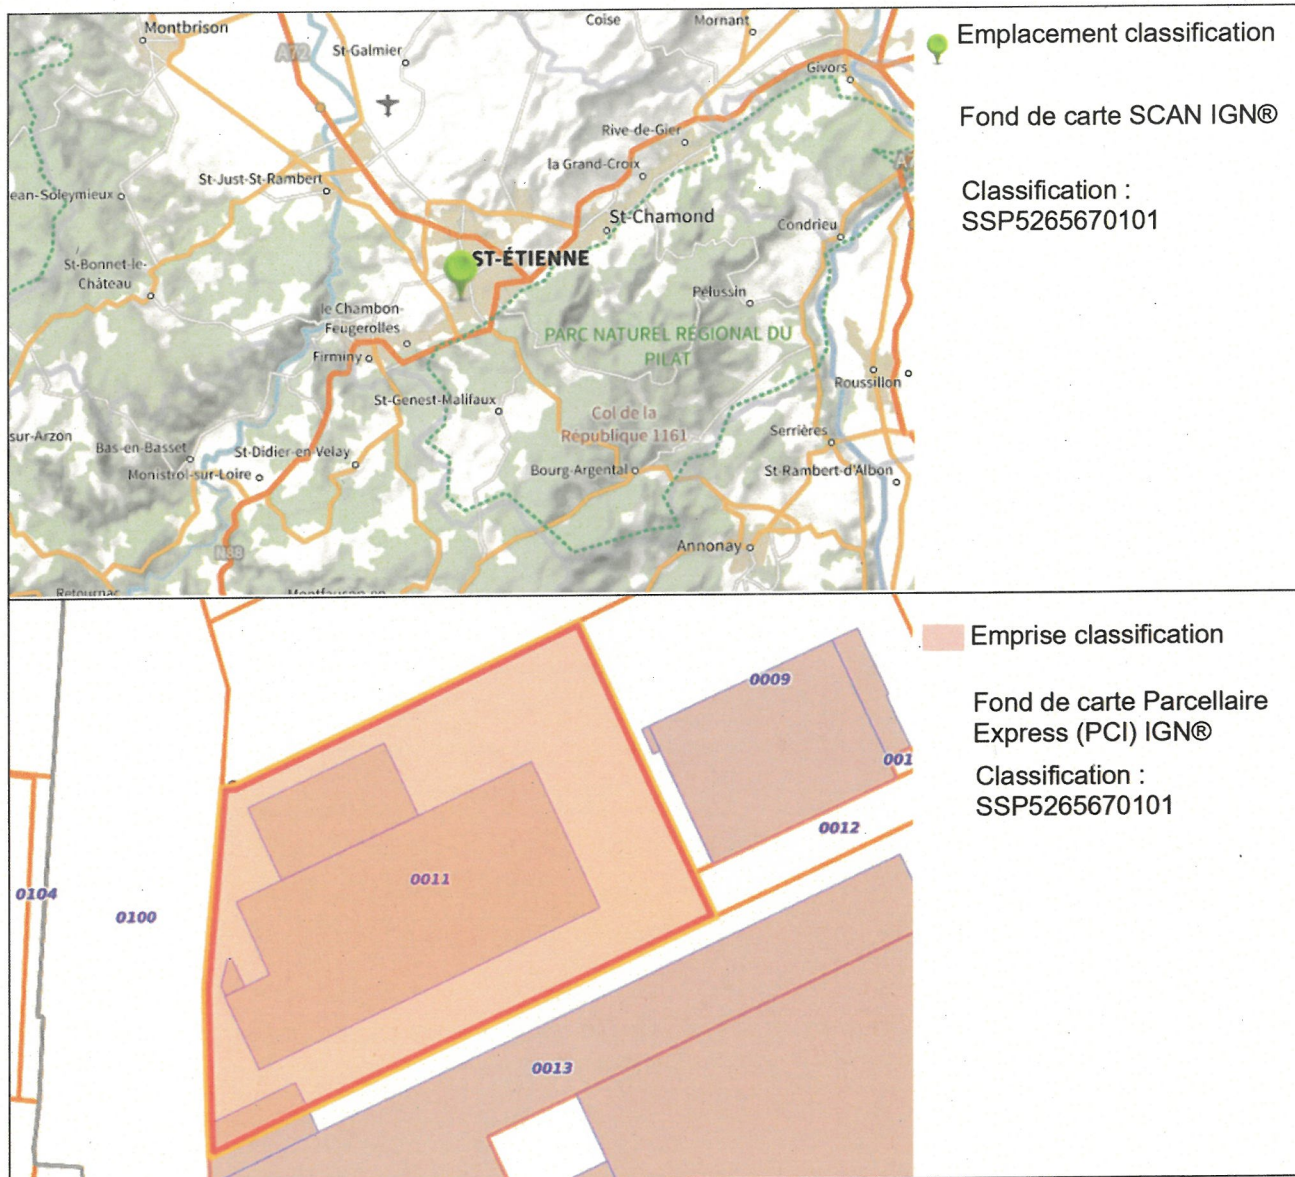 Montbrison
Coise
Mornant
A72
St-Galmier
Givors
Rive-de-Gier
la Grand-Croix
St-Just-St-Rambert
ean-Soleymieux
St-Chamond
Condrieu
ST-ÉTIENNE
St-Bonnet-le-
Château
Pélussin
le Chambon-
Feugerolles
PARC NATUREL RÉGIONAL DU
PILAT
Firminy
Roussillon
St-Genest-Malifaux
Col de la
République 1161
sur-Arzon
Bas-en-Basset
St-Didier-en-Velay
Serrières
Monistrol-sur-Loire
Bourg-Argental
St-Rambert-d'Albon
N88
Annonay
Retournac
Emplacement classification
Fond de carte SCAN IGN®
Classification :
SSP5265670101
0009
001
0012
0011
0104
0100
0013
Emprise classification
Fond de carte Parcellaire
Express (PCI) IGN®
Classification :
SSP5265670101